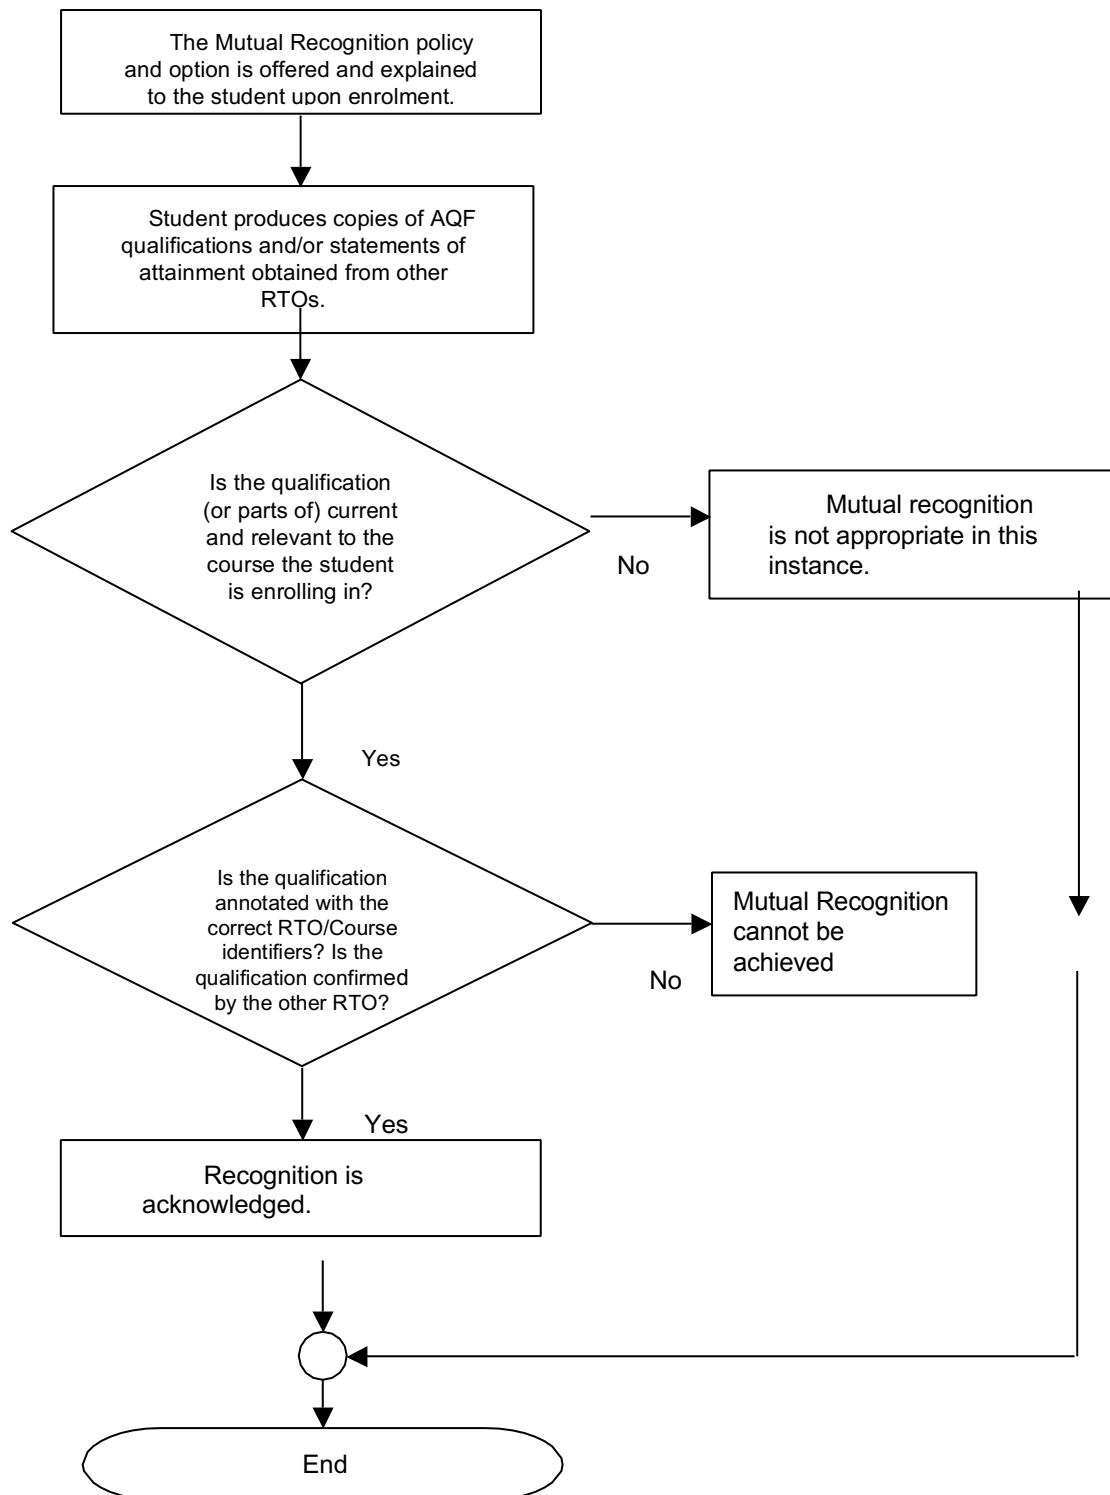 The Mutual Recognition policy
and option is offered and explained
to the student upon enrolment.
Student produces copies of AQF
qualifications and/or statements of
attainment obtained from other
RTOs.
Is the qualification
(or parts of) current
and relevant to the
course the student
is enrolling in?
No
Mutual recognition
is not appropriate in this
instance.
Yes
Is the qualification
annotated with the
correct RTO/Course
identifiers? Is the
qualification confirmed
by the other RTO?
No
Mutual Recognition
cannot be
achieved
Yes
Recognition is
acknowledged.
End